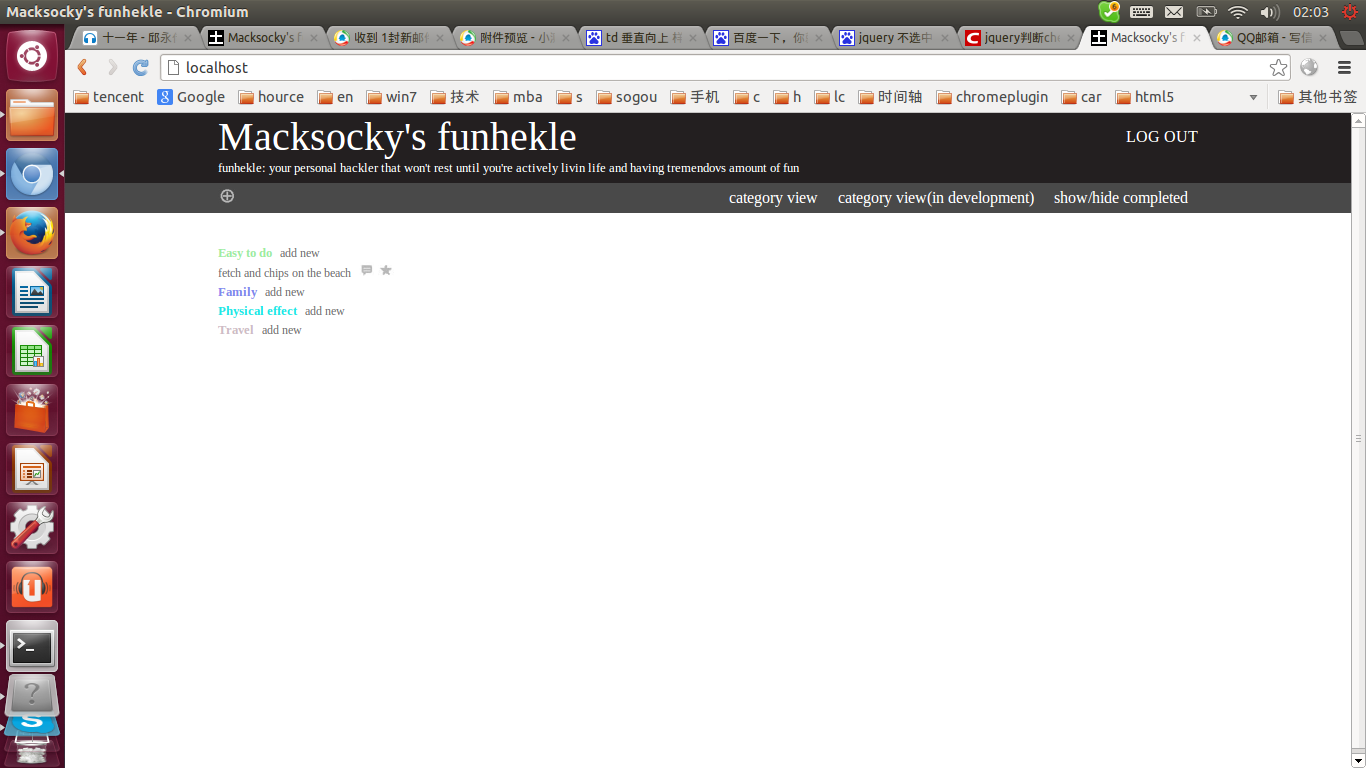 Macksocky's funhekle - Chromium
6
02:03
十一年 - 邱永
Macksocky's f
收到 1封新邮
附件预览 - 小
td 垂直向上 样
百度一下，你
jquery 不选中
jquery判断che
Macksocky's f
QQ邮箱 - 写信
localhost
tencent
Google
hource
en
win7
技术
mba
s
sogou
手机
c
h
lc
时间轴
chromeplugin
car
html5
其他书签
Macksocky's funhekle
LOG OUT
funhekle: your personal hackler that won't rest until you're actively livin life and having tremendovs amount of fun
category view
category view(in development)
show/hide completed
Easy to do add new
fetch and chips on the beach
Family add new
Physical effect add new
Travel add new